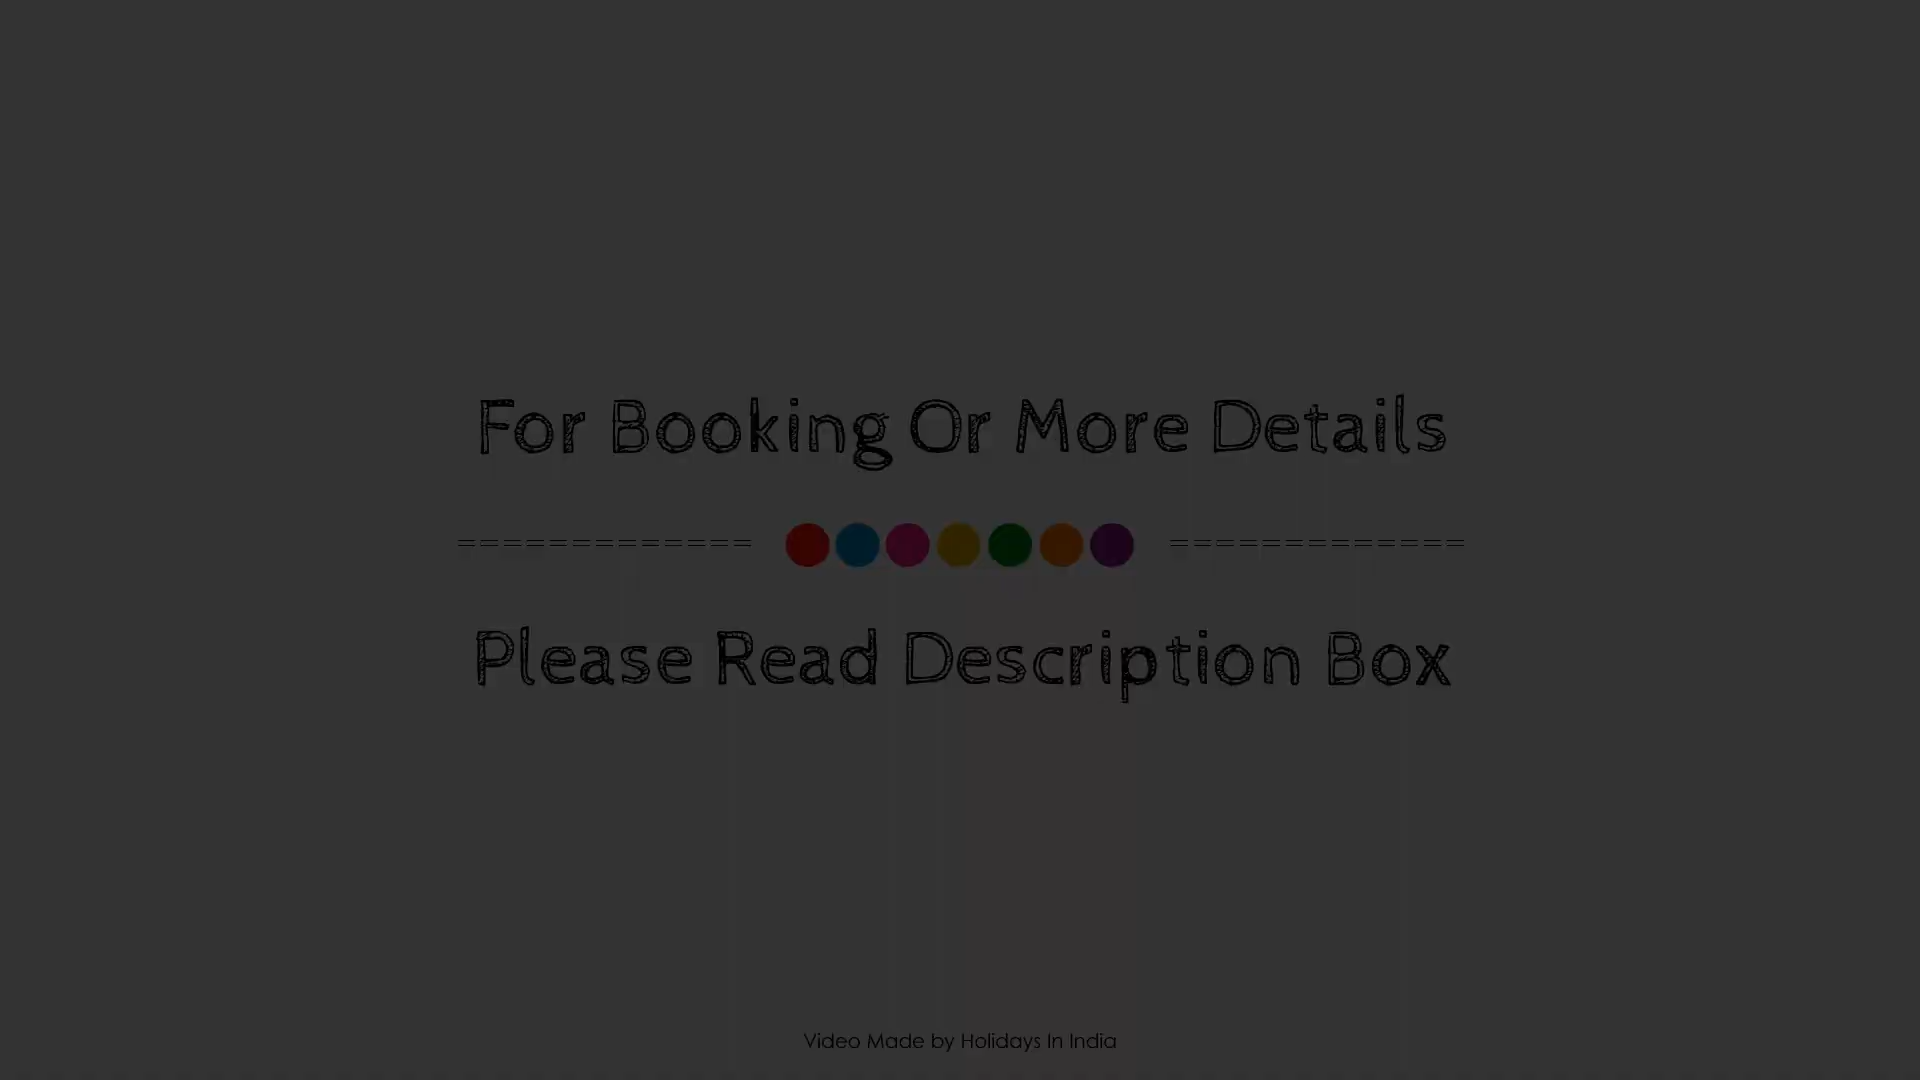 For Booking Or More Details
============= =============
Please Read Description Box
Video Made by Holidays In India